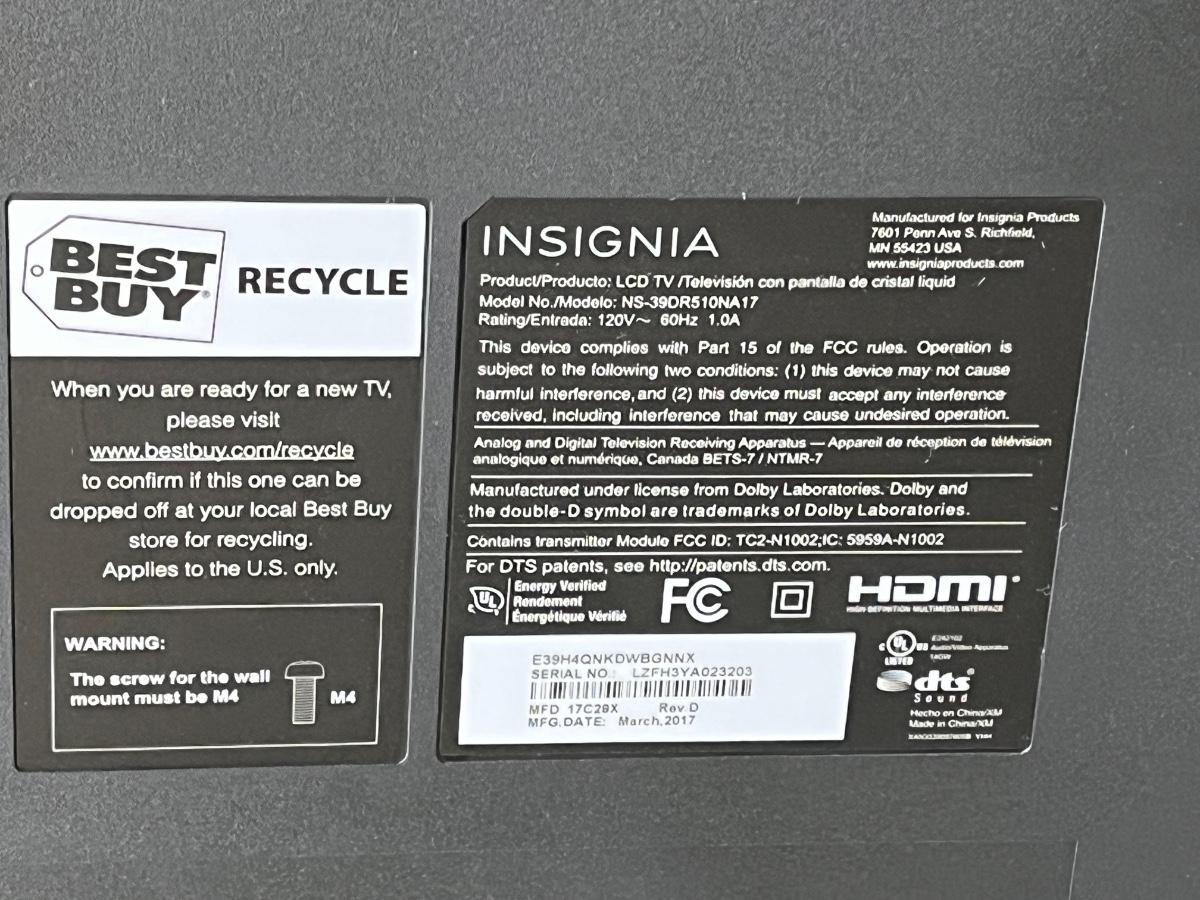 BEST
BUY
RECYCLE
When you are ready for a new TV,
please visit
www.bestbuy.com/recycle
to confirm if this one can be
dropped off at your local Best Buy
store for recycling.
Applies to the U.S. only.
WARNING:
The screw for the wall
mount must be M4
M4
INSIGNIA
Manufactured for Insignia Products
7601 Penn Ave S. Richfield,
MN 55423 USA
www.insigniaproducts.com
Product/Producto: LCD TV /Televisión con pantalla de cristal liquid
Model No./Modelo: NS-39DR510NA17
Rating/Entrada: 120V~ 60Hz 1.0A
This device complies with Part 15 of the FCC rules. Operation is
subject to the following two conditions: (1) this device may not cause
harmful interference, and (2) this device must accept any interference
received, including interference that may cause undesired operation.
Analog and Digital Television Receiving Apparatus — Appareil de réception de télévision
analogique et numérique, Canada BETS-7 / NTMR-7
Manufactured under license from Dolby Laboratories. Dolby and
the double-D symbol are trademarks of Dolby Laboratories.
Contains transmitter Module FCC ID: TC2-N1002;IC: 5959A-N1002
For DTS patents, see http://patents.dts.com.
c UL
Energy Verified
Rendement
Énergétique Vérifié
FC
HDMI
HIGH-DEFINITION MULTIMEDIA INTERFACE
E39H4QNKDWBGNNX
SERIAL NO.: LZFH3YA023203
MFD 17C28X Rev.D
MFG.DATE: March,2017
c UL US
LISTED
E242102
Audio/Video Apparatus
dts
Sound
Hecho en China/XM
Made in China/XM